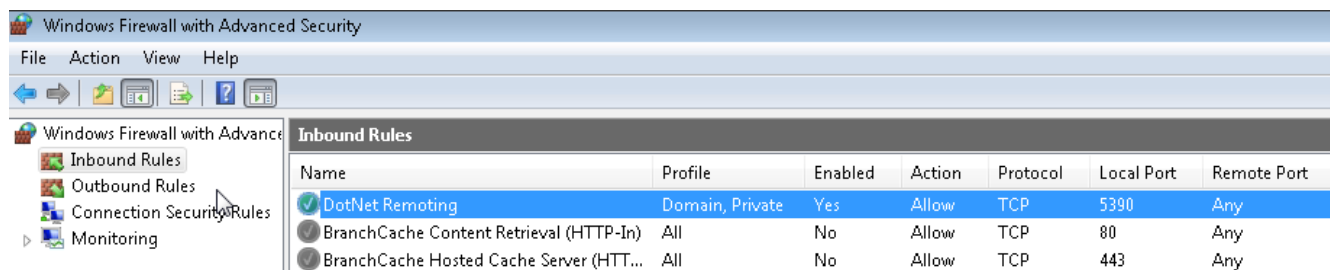 Windows Firewall with Advanced Security
File Action View Help
Windows Firewall with Advance
Inbound Rules
Outbound Rules
Connection Security Rules
Monitoring
Inbound Rules
Name Profile Enabled Action Protocol Local Port Remote Port
DotNet Remoting Domain, Private Yes Allow TCP 5390 Any
BranchCache Content Retrieval (HTTP-In) All No Allow TCP 80 Any
BranchCache Hosted Cache Server (HTT... All No Allow TCP 443 Any